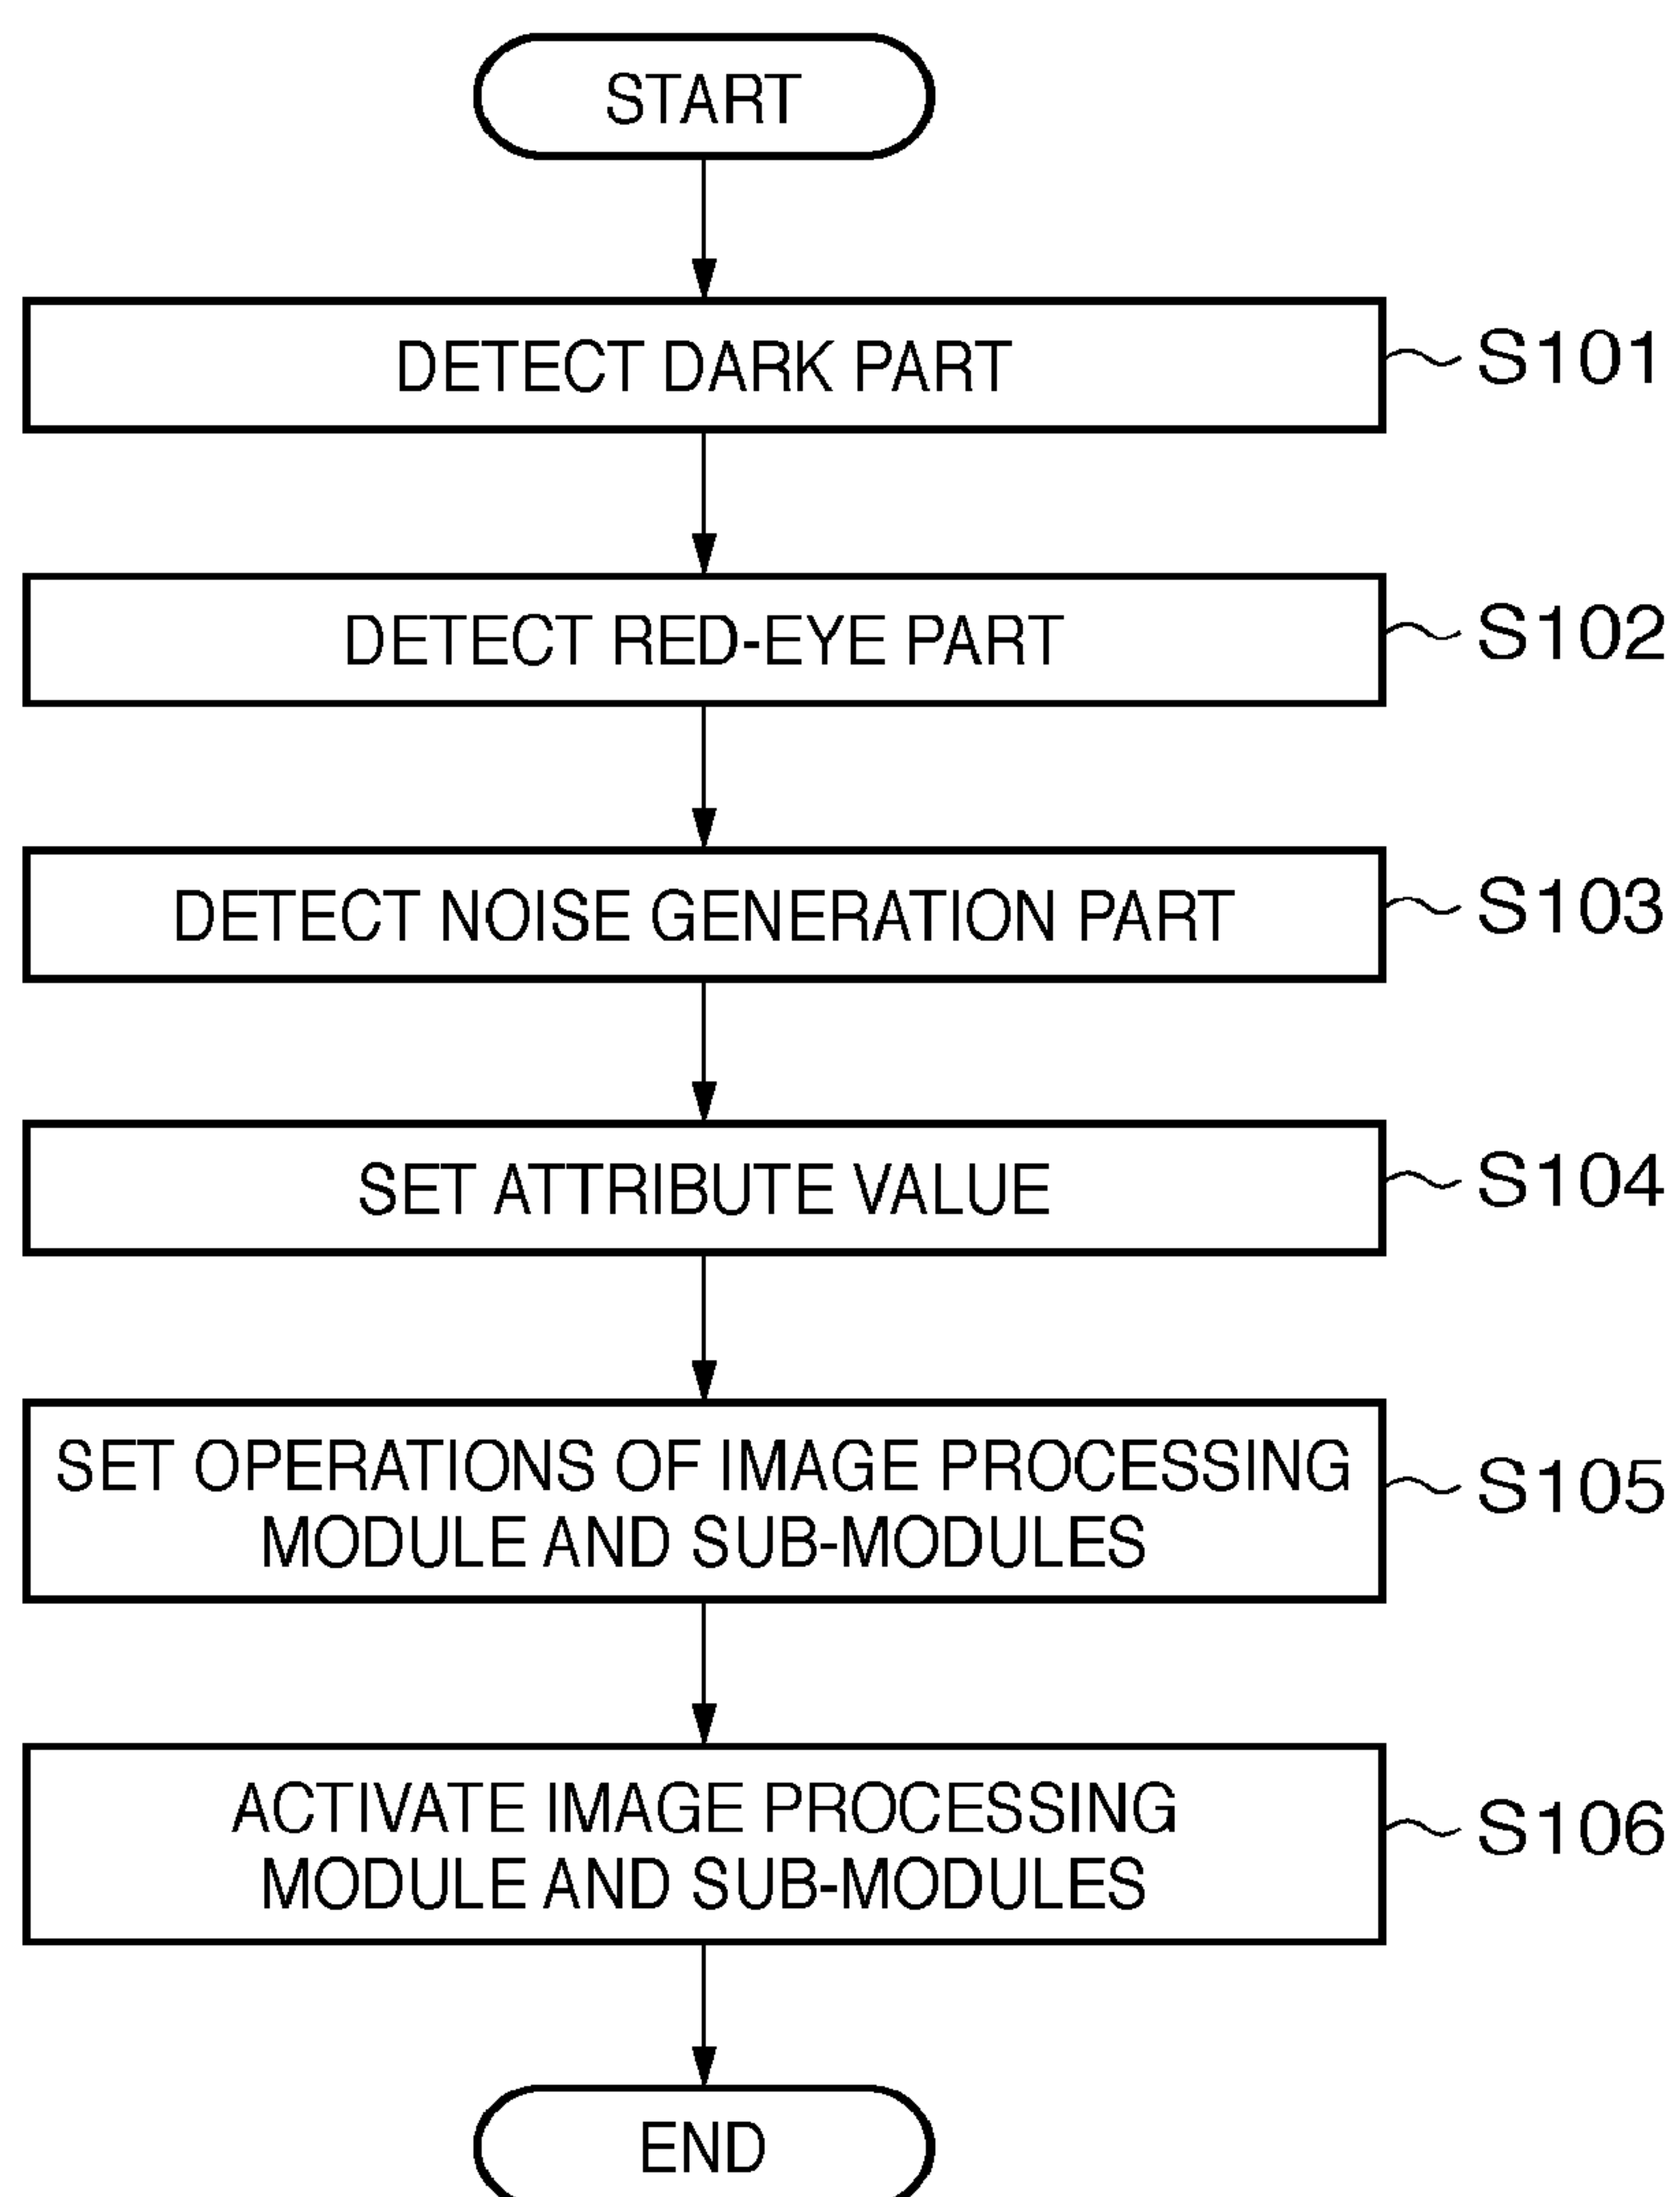 START
DETECT DARK PART
S101
DETECT RED-EYE PART
S102
DETECT NOISE GENERATION PART
S103
SET ATTRIBUTE VALUE
S104
SET OPERATIONS OF IMAGE PROCESSING
MODULE AND SUB-MODULES
S105
ACTIVATE IMAGE PROCESSING
MODULE AND SUB-MODULES
S106
END